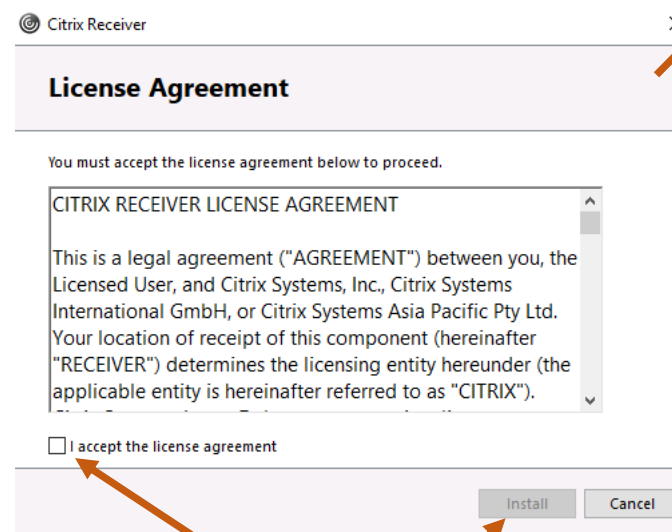 Citrix Receiver
License Agreement
You must accept the license agreement below to proceed.
CITRIX RECEIVER LICENSE AGREEMENT
This is a legal agreement ("AGREEMENT") between you, the
Licensed User, and Citrix Systems, Inc., Citrix Systems
International GmbH, or Citrix Systems Asia Pacific Pty Ltd.
Your location of receipt of this component (hereinafter
"RECEIVER") determines the licensing entity hereunder (the
applicable entity is hereinafter referred to as "CITRIX").
I accept the license agreement
Install
Cancel